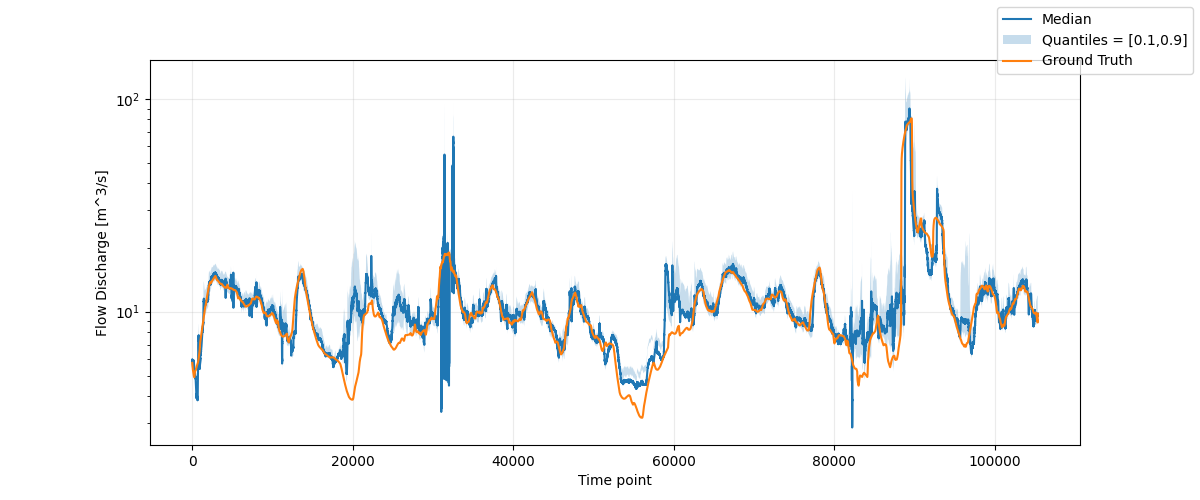 Median
Quantiles = [0.1,0.9]
Ground Truth
10^2
10^1
Flow Discharge [m^3/s]
0
20000
40000
60000
80000
100000
Time point